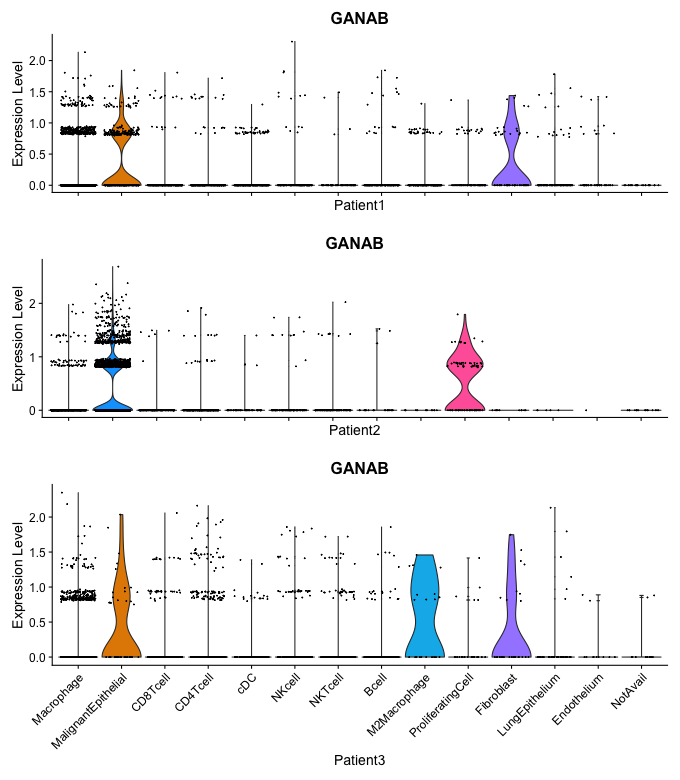 GANAB
Expression Level
2.0
1.5
1.0
0.5
0.0
Patient1
GANAB
Expression Level
2
1
0
Patient2
GANAB
Expression Level
2.0
1.5
1.0
0.5
0.0
Macrophage
MalignantEpithelial
CD8Tcell
CD4Tcell
cDC
NKcell
NKTcell
Bcell
M2Macrophage
ProliferatingCell
Fibroblast
LungEpithelium
Endothelium
NotAvail
Patient3